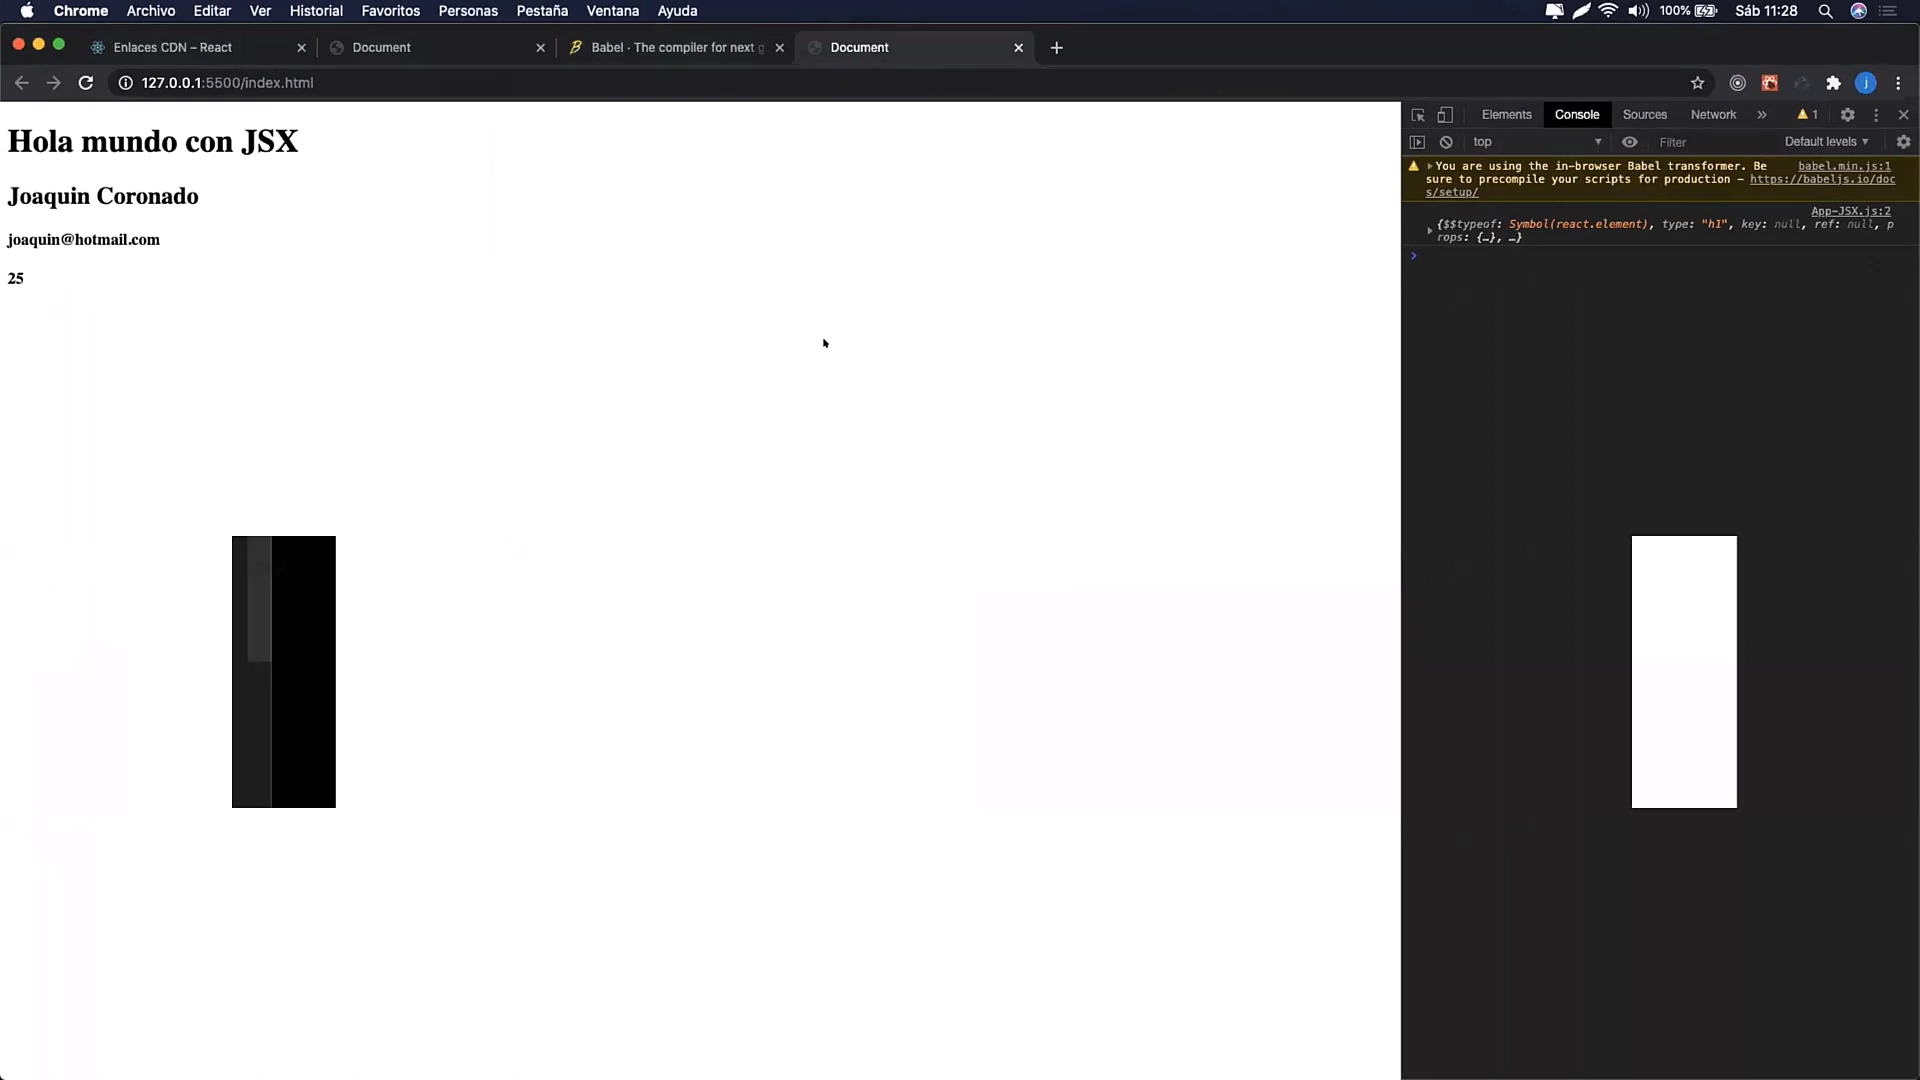 Chrome Archivo Editar Ver Historial Favoritos Personas Pestaña Ventana Ayuda 100% Sáb 11:28
Enlaces CDN – React Document Babel · The compiler for next g Document
127.0.0.1:5500/index.html j
Elements Console Sources Network 1
top Filter Default levels
You are using the in-browser Babel transformer. Be babel.min.js:1
sure to precompile your scripts for production – https://babeljs.io/doc
s/setup/
App-JSX.js:2
{$$typeof: Symbol(react.element), type: "h1", key: null, ref: null, p
rops: {…}, …}
Hola mundo con JSX
Joaquin Coronado
joaquin@hotmail.com
25